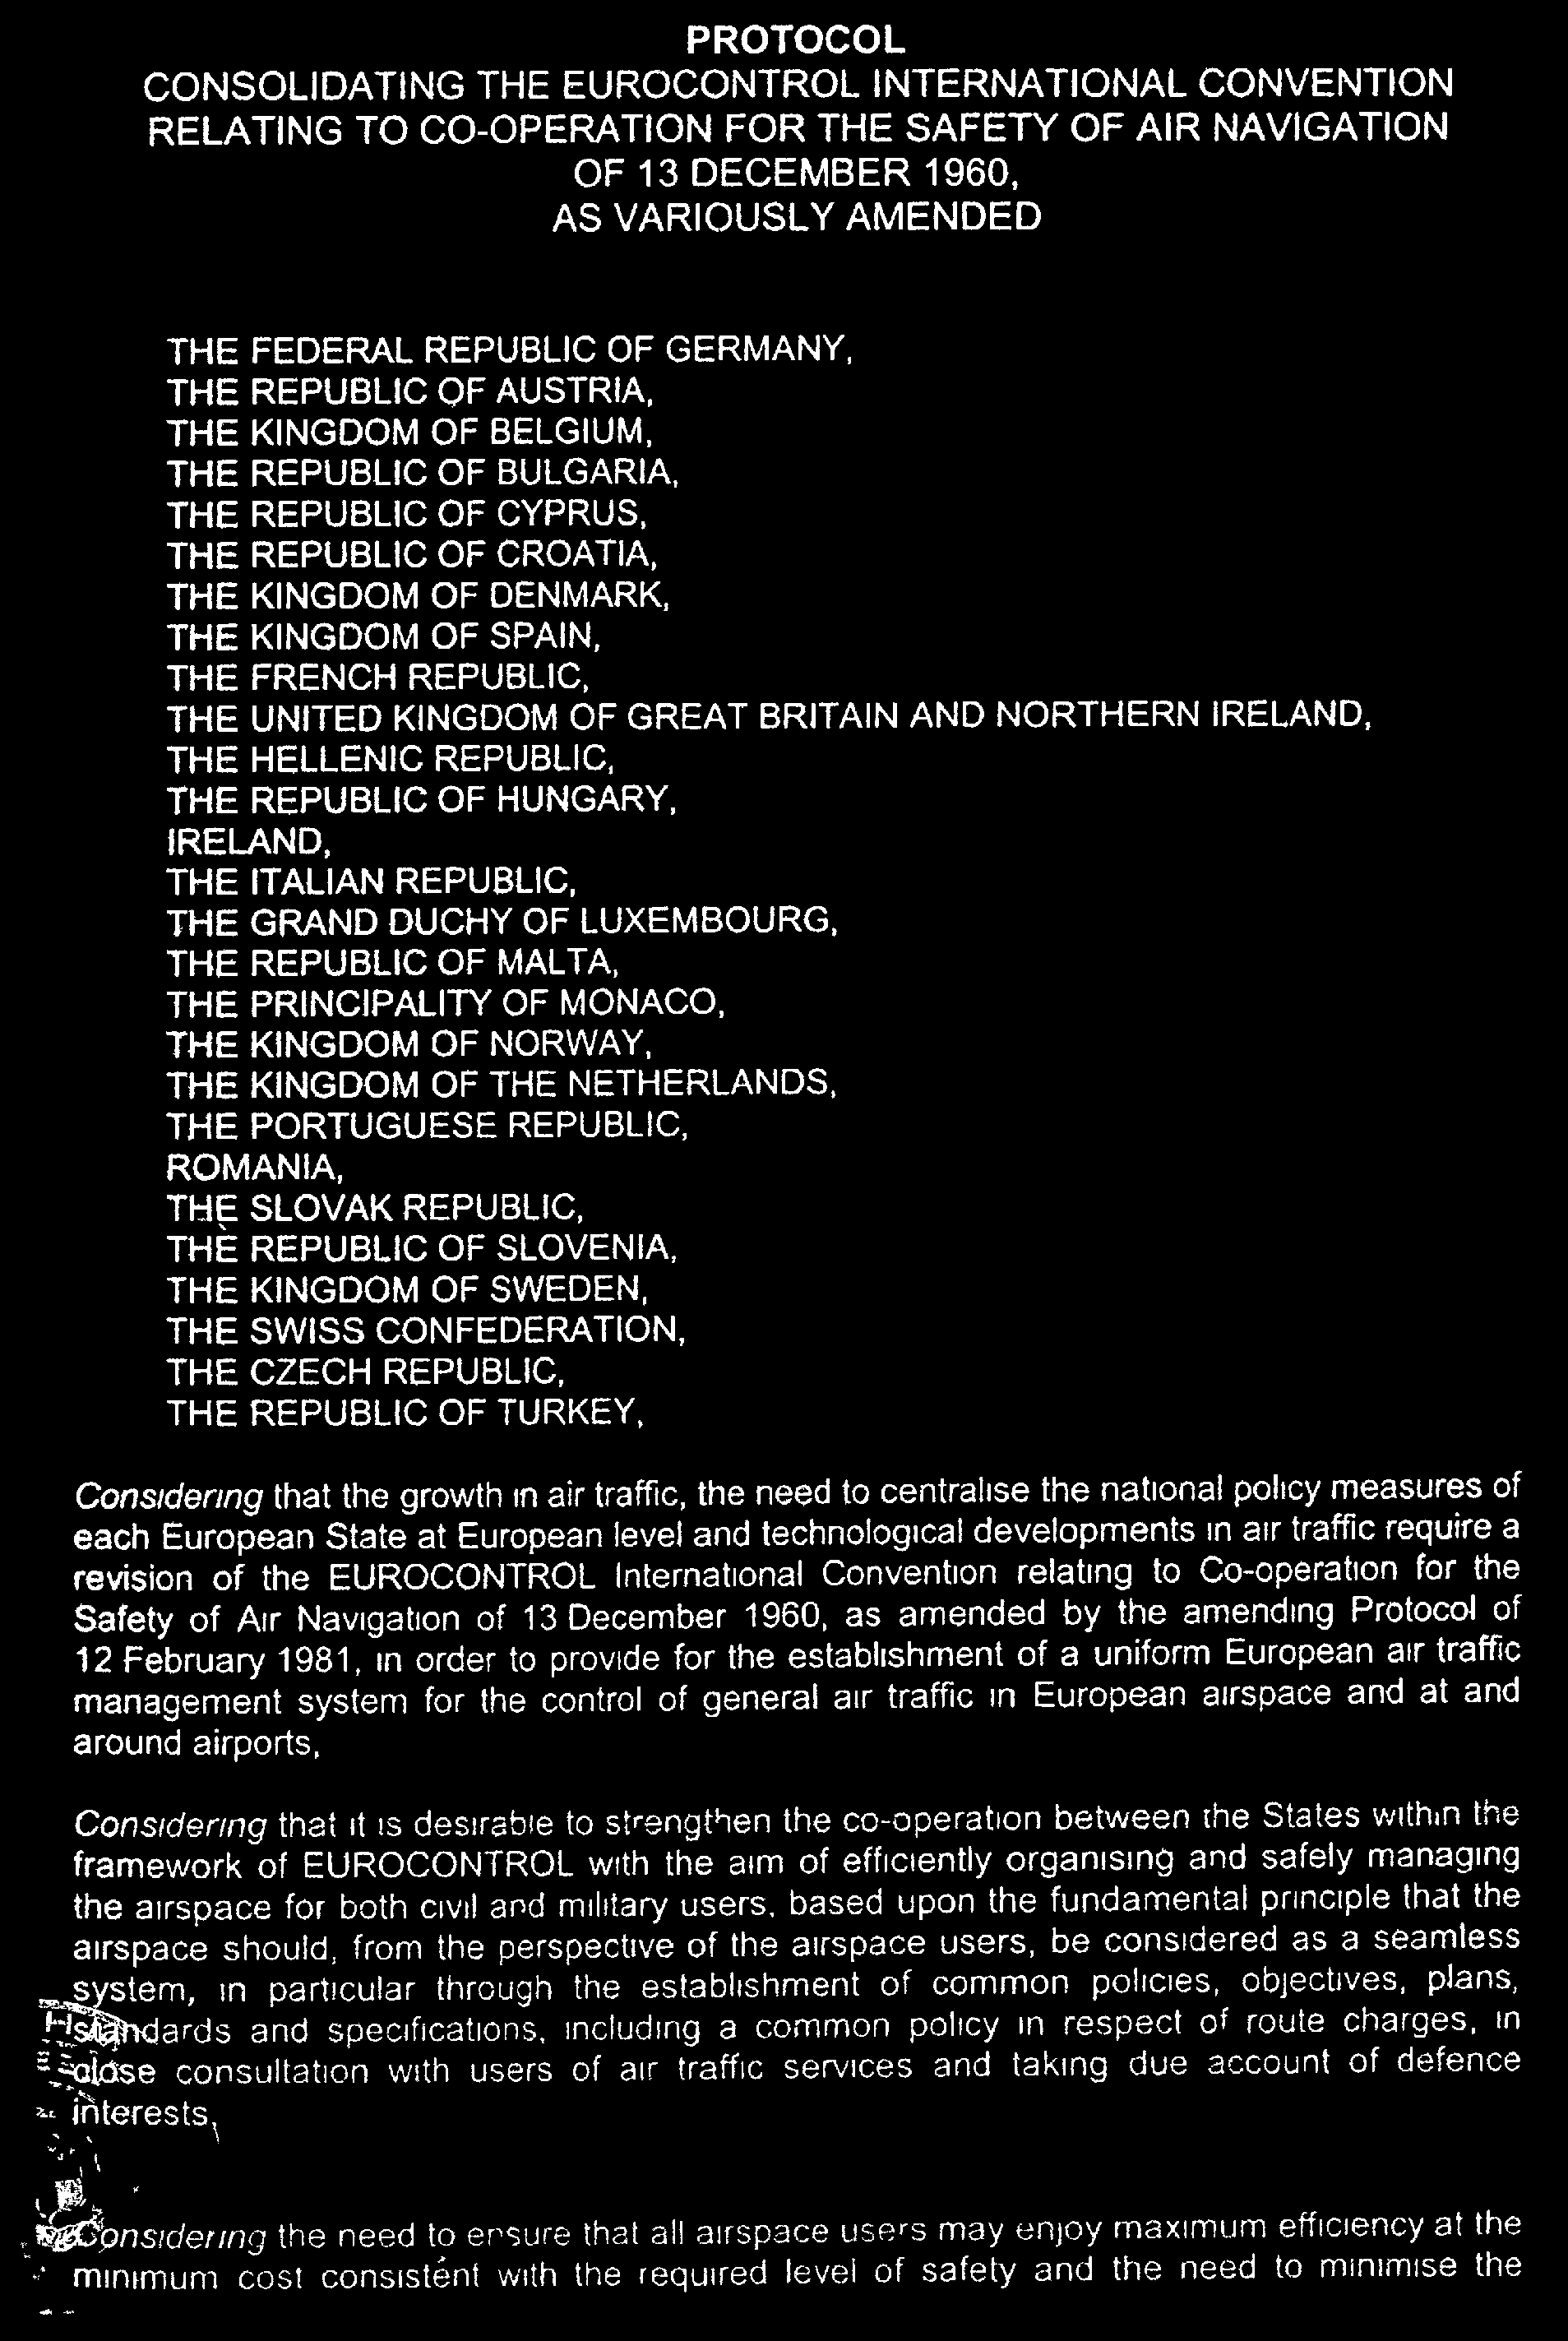 PROTOCOL
CONSOLIDATING THE EUROCONTROL INTERNATIONAL CONVENTION
RELATING TO CO-OPERATION FOR THE SAFETY OF AIR NAVIGATION
OF 13 DECEMBER 1960,
AS VARIOUSLY AMENDED
THE FEDERAL REPUBLIC OF GERMANY,
THE REPUBLIC OF AUSTRIA,
THE KINGDOM OF BELGIUM,
THE REPUBLIC OF BULGARIA,
THE REPUBLIC OF CYPRUS,
THE REPUBLIC OF CROATIA,
THE KINGDOM OF DENMARK,
THE KINGDOM OF SPAIN,
THE FRENCH REPUBLIC,
THE UNITED KINGDOM OF GREAT BRITAIN AND NORTHERN IRELAND,
THE HELLENIC REPUBLIC,
THE REPUBLIC OF HUNGARY,
IRELAND,
THE ITALIAN REPUBLIC,
THE GRAND DUCHY OF LUXEMBOURG,
THE REPUBLIC OF MALTA,
THE PRINCIPALITY OF MONACO,
THE KINGDOM OF NORWAY,
THE KINGDOM OF THE NETHERLANDS,
THE PORTUGUESE REPUBLIC,
ROMANIA,
THE SLOVAK REPUBLIC,
THE REPUBLIC OF SLOVENIA,
THE KINGDOM OF SWEDEN,
THE SWISS CONFEDERATION,
THE CZECH REPUBLIC,
THE REPUBLIC OF TURKEY,
Considering that the growth in air traffic, the need to centralise the national policy measures of
each European State at European level and technological developments in air traffic require a
revision of the EUROCONTROL International Convention relating to Co-operation for the
Safety of Air Navigation of 13 December 1960, as amended by the amending Protocol of
12 February 1981, in order to provide for the establishment of a uniform European air traffic
management system for the control of general air traffic in European airspace and at and
around airports,
Considering that it is desirable to strengthen the co-operation between the States within the
framework of EUROCONTROL with the aim of efficiently organising and safely managing
the airspace for both civil and military users, based upon the fundamental principle that the
airspace should, from the perspective of the airspace users, be considered as a seamless
system, in particular through the establishment of common policies, objectives, plans,
standards and specifications, including a common policy in respect of route charges, in
close consultation with users of air traffic services and taking due account of defence
interests,
Considering the need to ensure that all airspace users may enjoy maximum efficiency at the
minimum cost consistent with the required level of safety and the need to minimise the